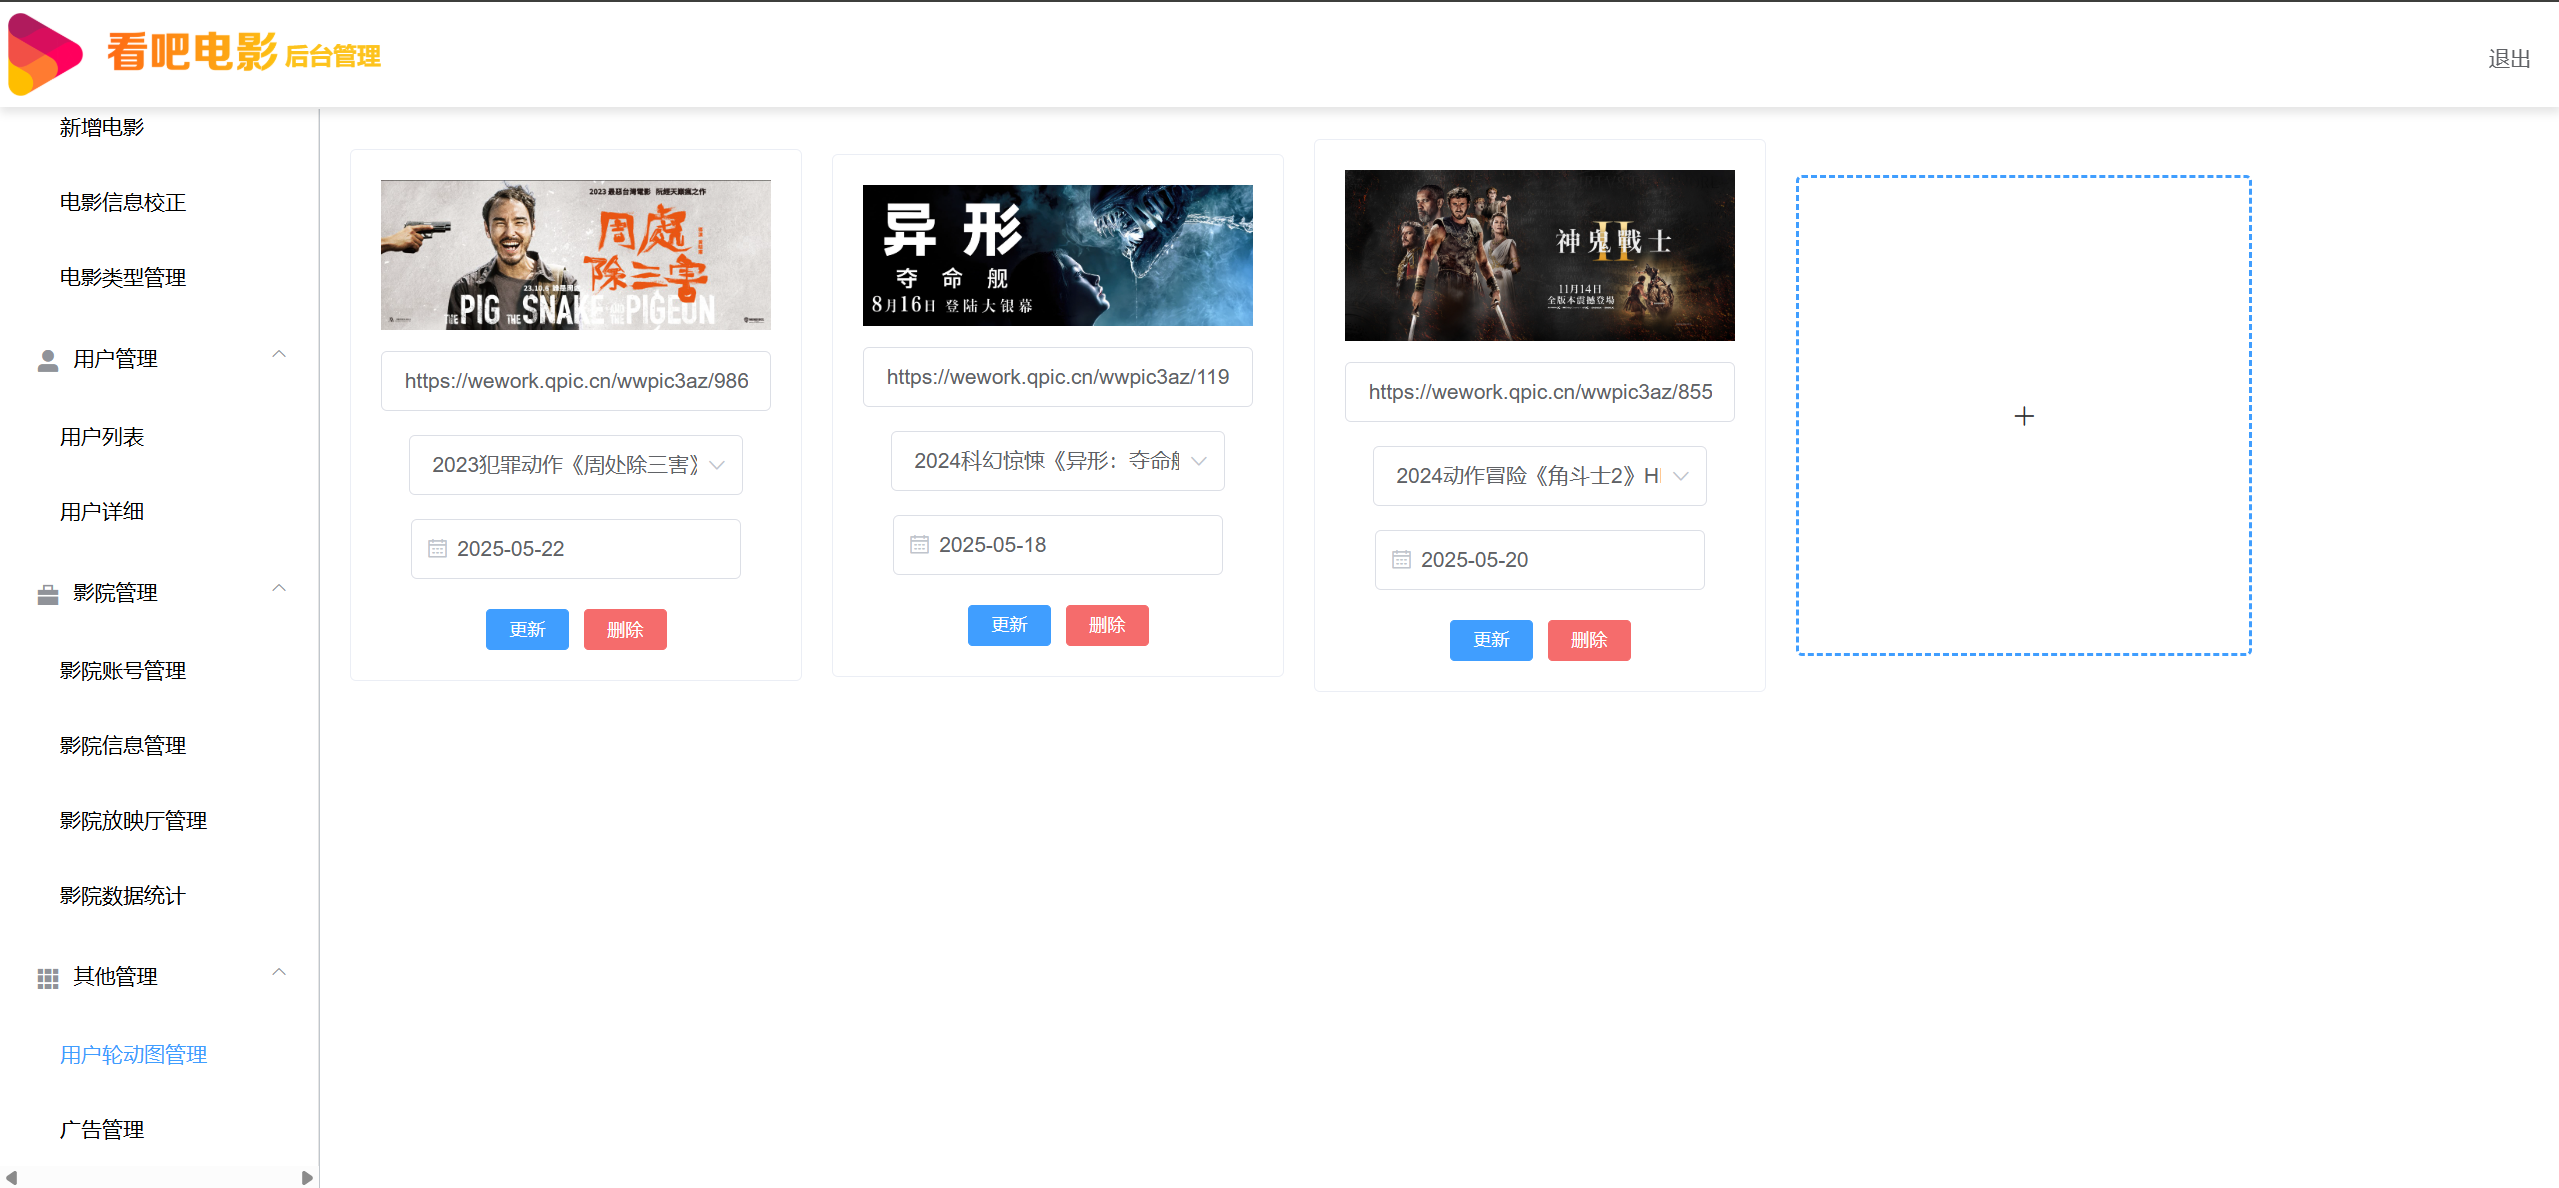 看吧电影 后台管理
退出
新增电影
电影信息校正
电影类型管理
用户管理
用户列表
用户详细
影院管理
影院账号管理
影院信息管理
影院放映厅管理
影院数据统计
其他管理
用户轮动图管理
广告管理
2023 最惡台灣電影 阮經天巔瘋之作
周處
除三害
THE PIG THE SNAKE AND THE PIGEON
https://wework.qpic.cn/wwpic3az/986
2023犯罪动作《周处除三害》
2025-05-22
更新 删除
异形
夺命舰
8月16日 登陆大银幕
https://wework.qpic.cn/wwpic3az/119
2024科幻惊悚《异形：夺命
2025-05-18
更新 删除
神鬼戰士
II
11月14日
全版本震撼登場
https://wework.qpic.cn/wwpic3az/855
2024动作冒险《角斗士2》H
2025-05-20
更新 删除